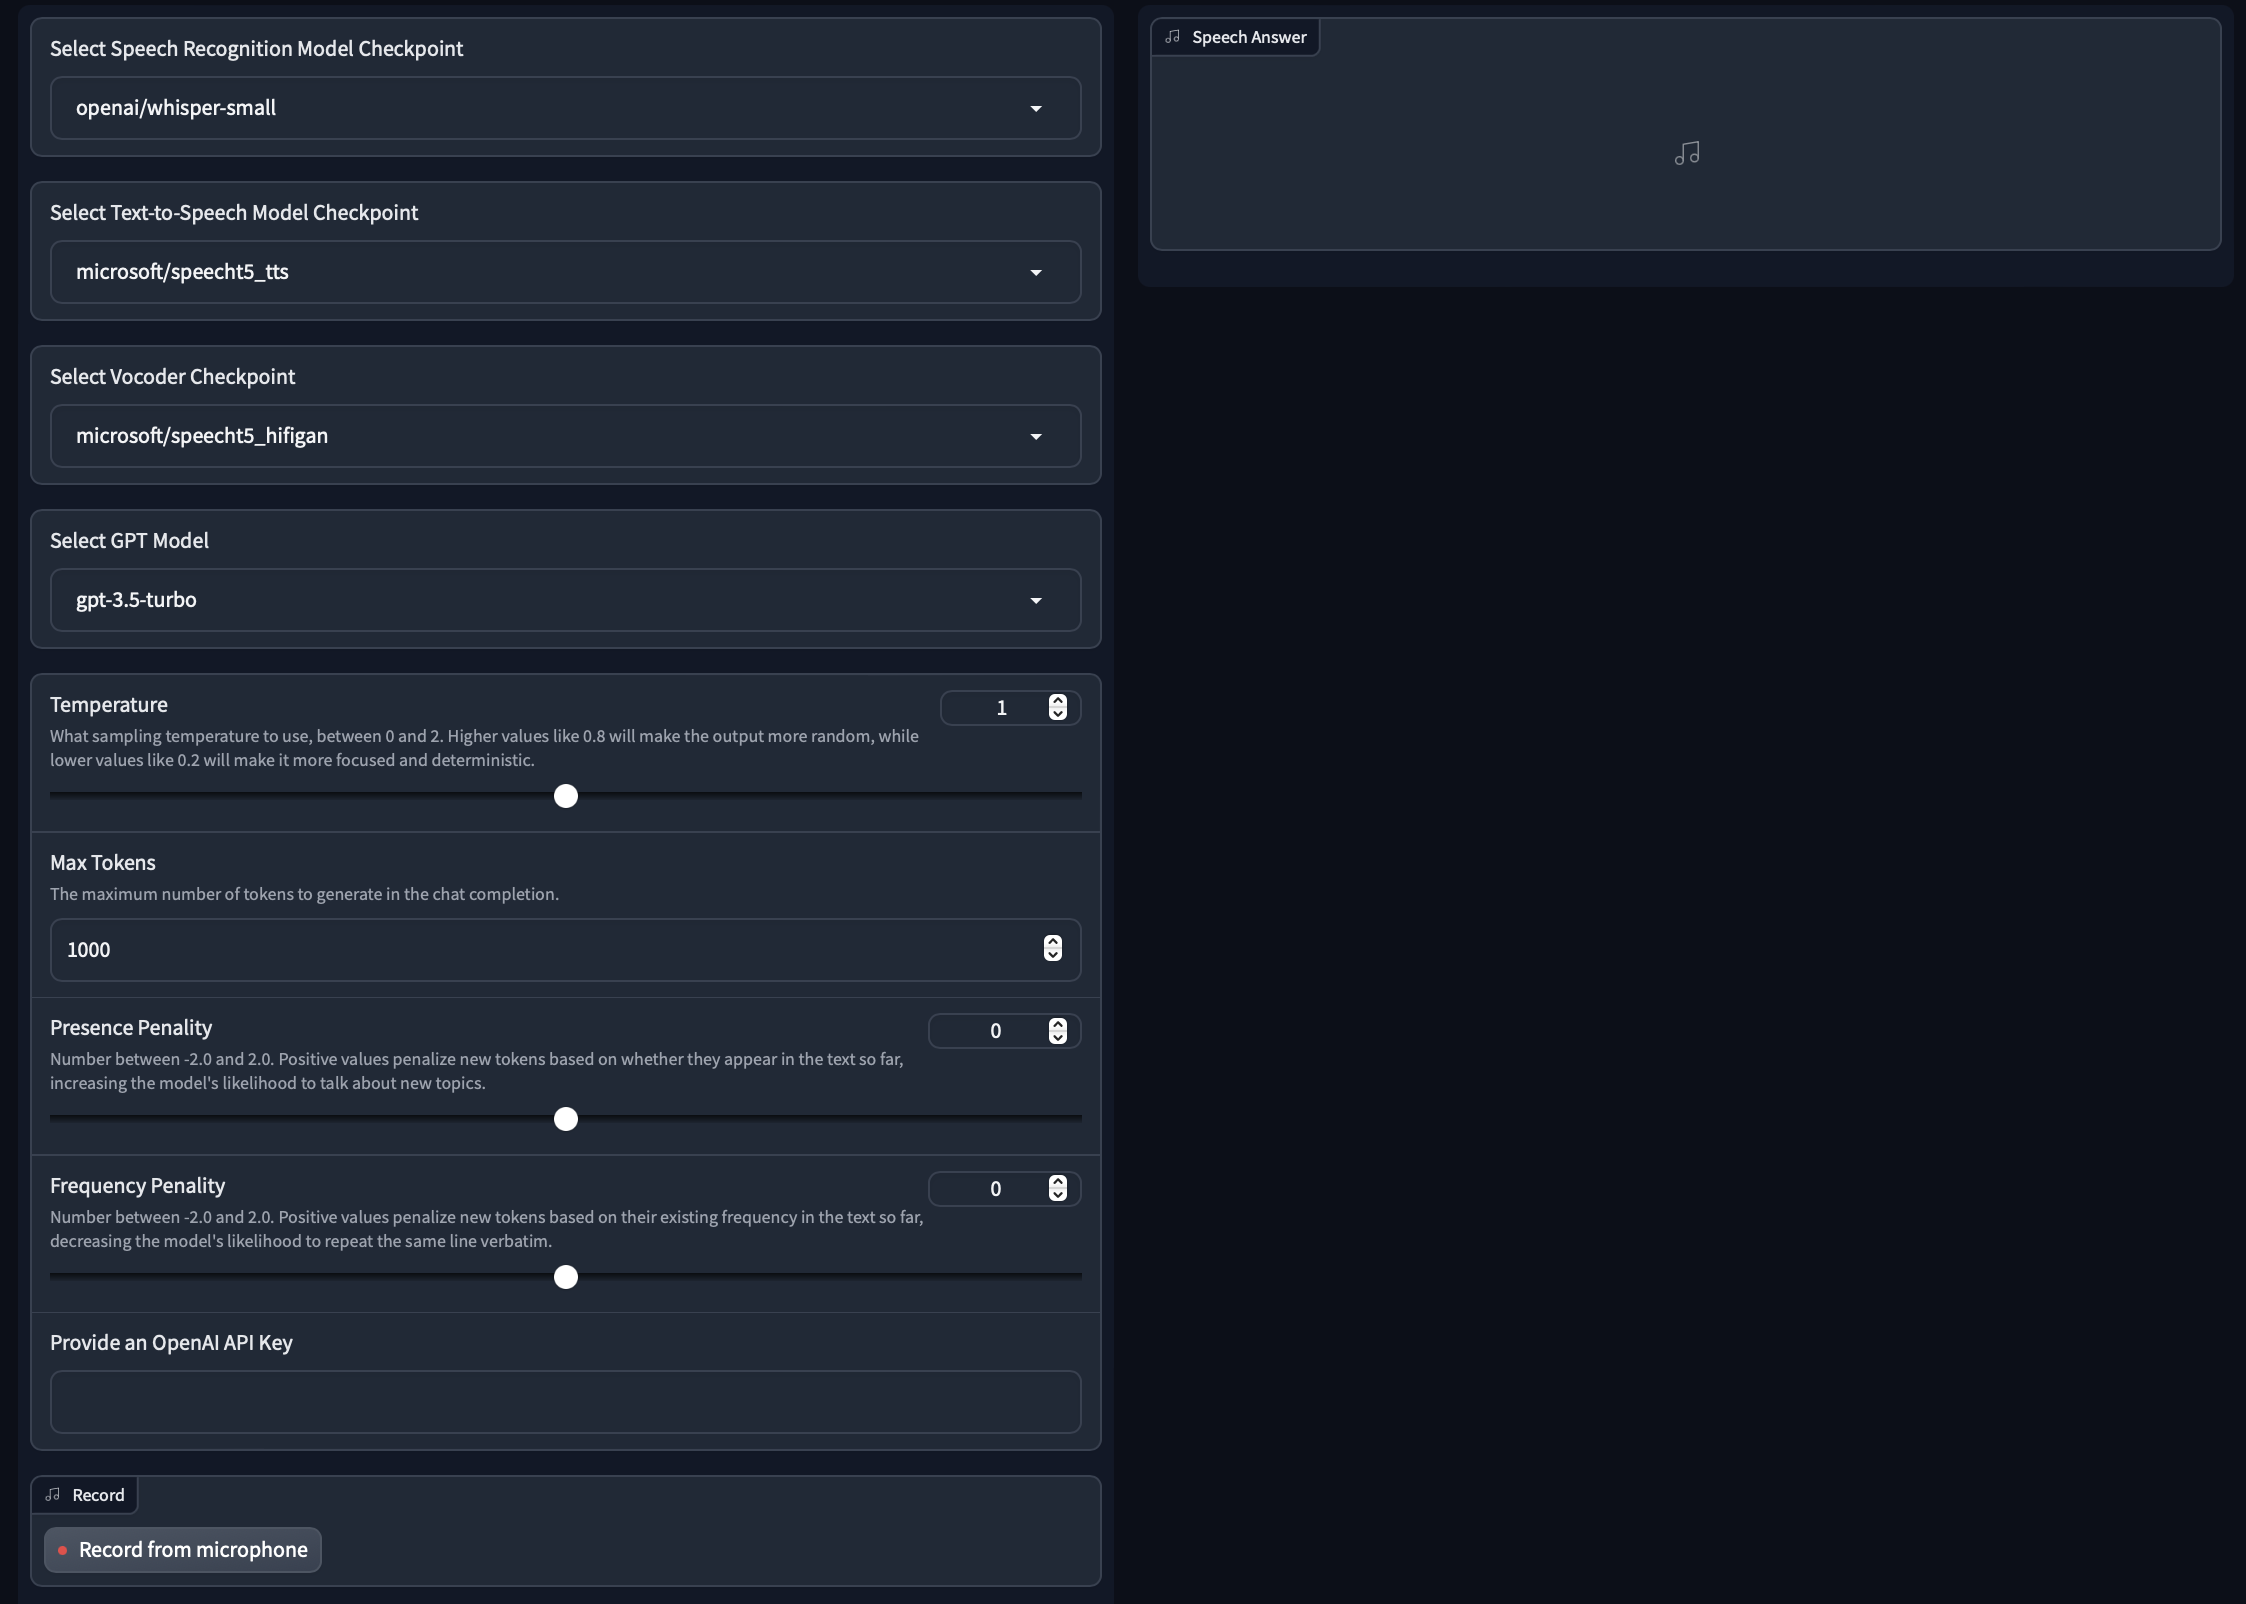 Select Speech Recognition Model Checkpoint
openai/whisper-small
Select Text-to-Speech Model Checkpoint
microsoft/speecht5_tts
Select Vocoder Checkpoint
microsoft/speecht5_hifigan
Select GPT Model
gpt-3.5-turbo
Temperature
1
What sampling temperature to use, between 0 and 2. Higher values like 0.8 will make the output more random, while
lower values like 0.2 will make it more focused and deterministic.
Max Tokens
The maximum number of tokens to generate in the chat completion.
1000
Presence Penality
0
Number between -2.0 and 2.0. Positive values penalize new tokens based on whether they appear in the text so far,
increasing the model's likelihood to talk about new topics.
Frequency Penality
0
Number between -2.0 and 2.0. Positive values penalize new tokens based on their existing frequency in the text so far,
decreasing the model's likelihood to repeat the same line verbatim.
Provide an OpenAI API Key
Record
Record from microphone
Speech Answer